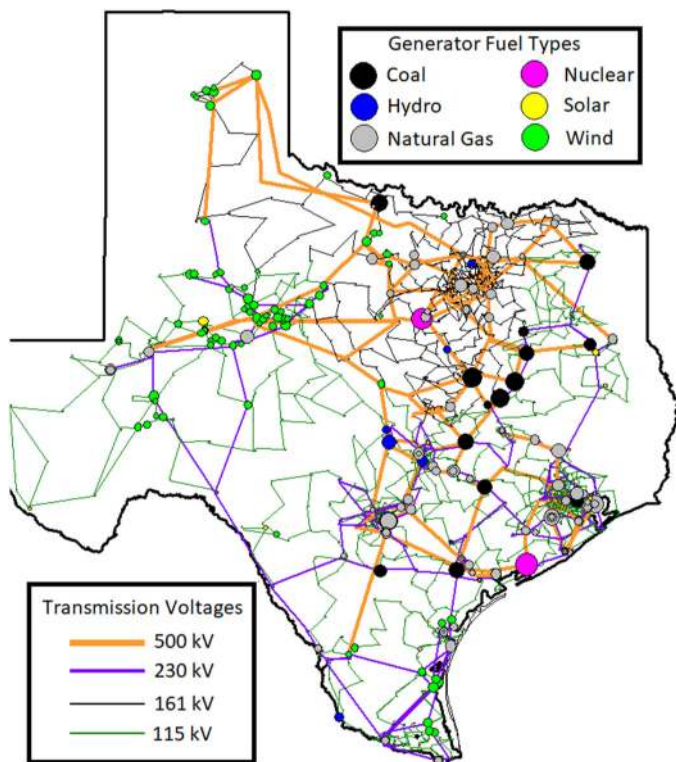 Generator Fuel Types
Coal Nuclear
Hydro Solar
Natural Gas Wind
Transmission Voltages
500 kV
230 kV
161 kV
115 kV